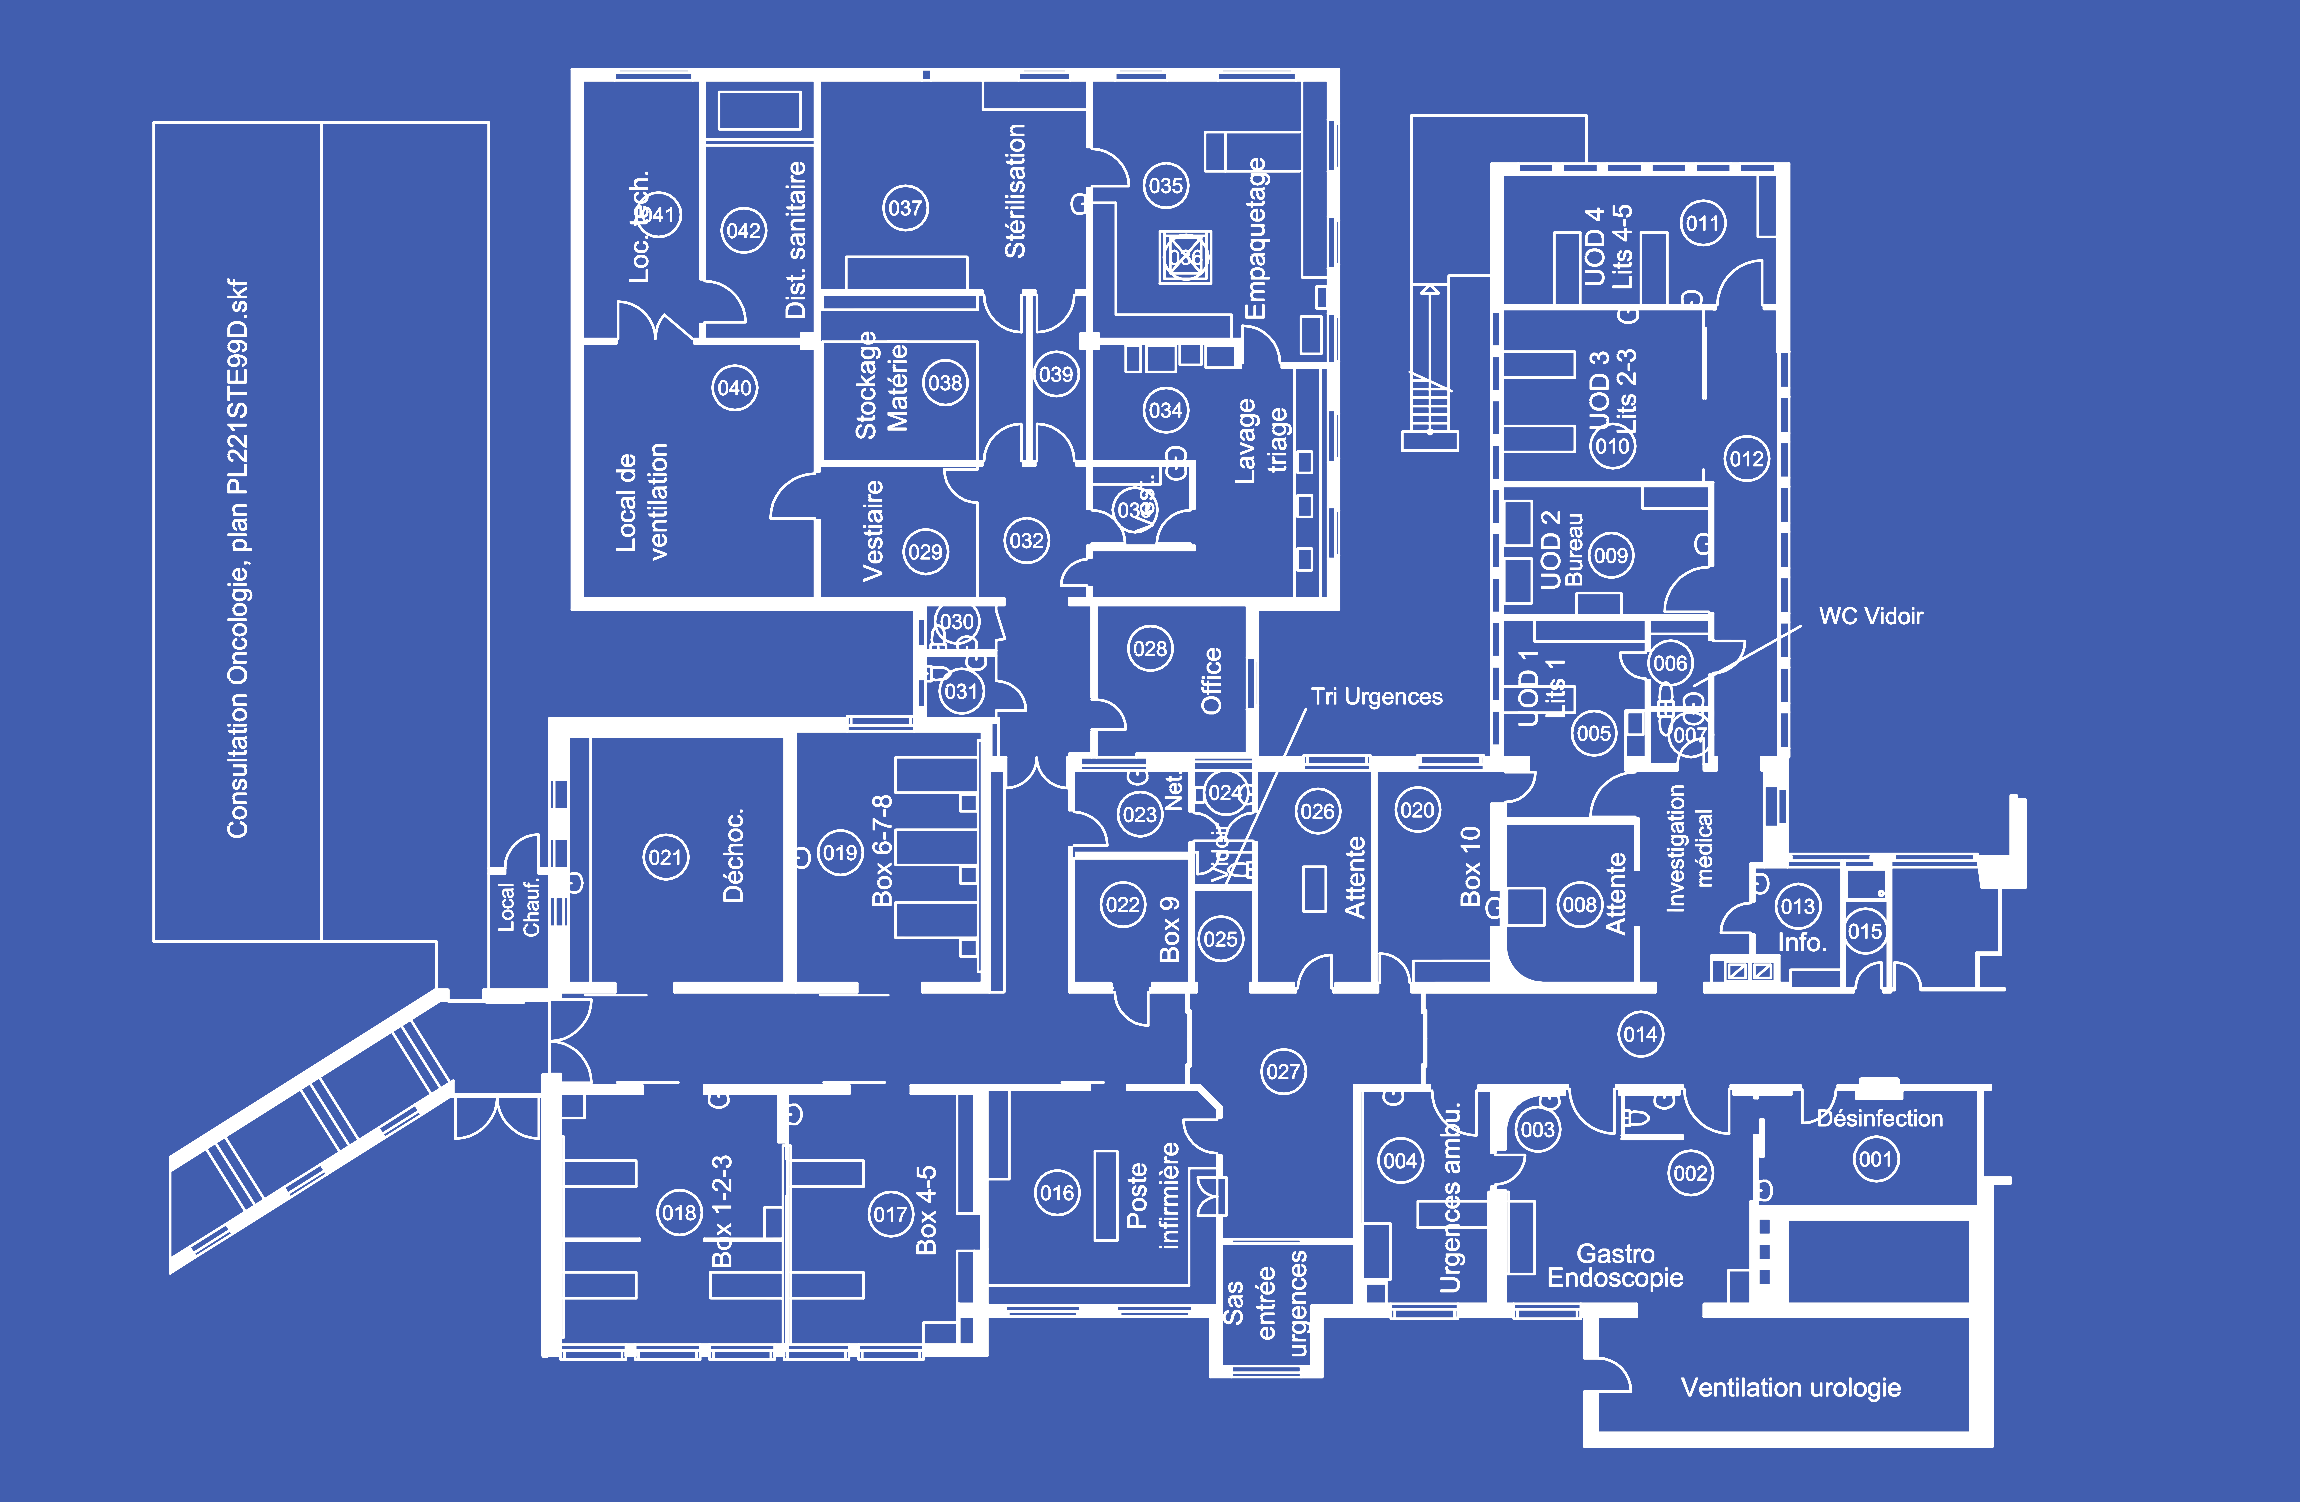 Consultation Oncologie, plan PL221STE99D.skf
Loc. tech.
041
042
Dist. sanitaire
037
Stérilisation
035
036
Empaquetage
040
Local de
ventilation
Stockage
Matérie
038
039
034
Lavage
triage
Vestiaire
029
032
030
031
028
Office
UOD 4
Lits 4-5
011
UOD 3
Lits 2-3
010
012
UOD 2
Bureau
009
UOD 1
Lits 1
005
006
007
WC Vidoir
Tri Urgences
Local
Chauf.
021
Déchoc.
019
Box 6-7-8
023
Net.
024
Vidoir
022
Box 9
025
026
Attente
020
Box 10
008
Attente
Investigation
médical
013
Info.
015
014
027
018
Box 1-2-3
017
Box 4-5
016
Poste
infirmière
Sas
entrée
urgences
004
Urgences ambu.
003
002
Gastro
Endoscopie
Désinfection
001
Ventilation urologie